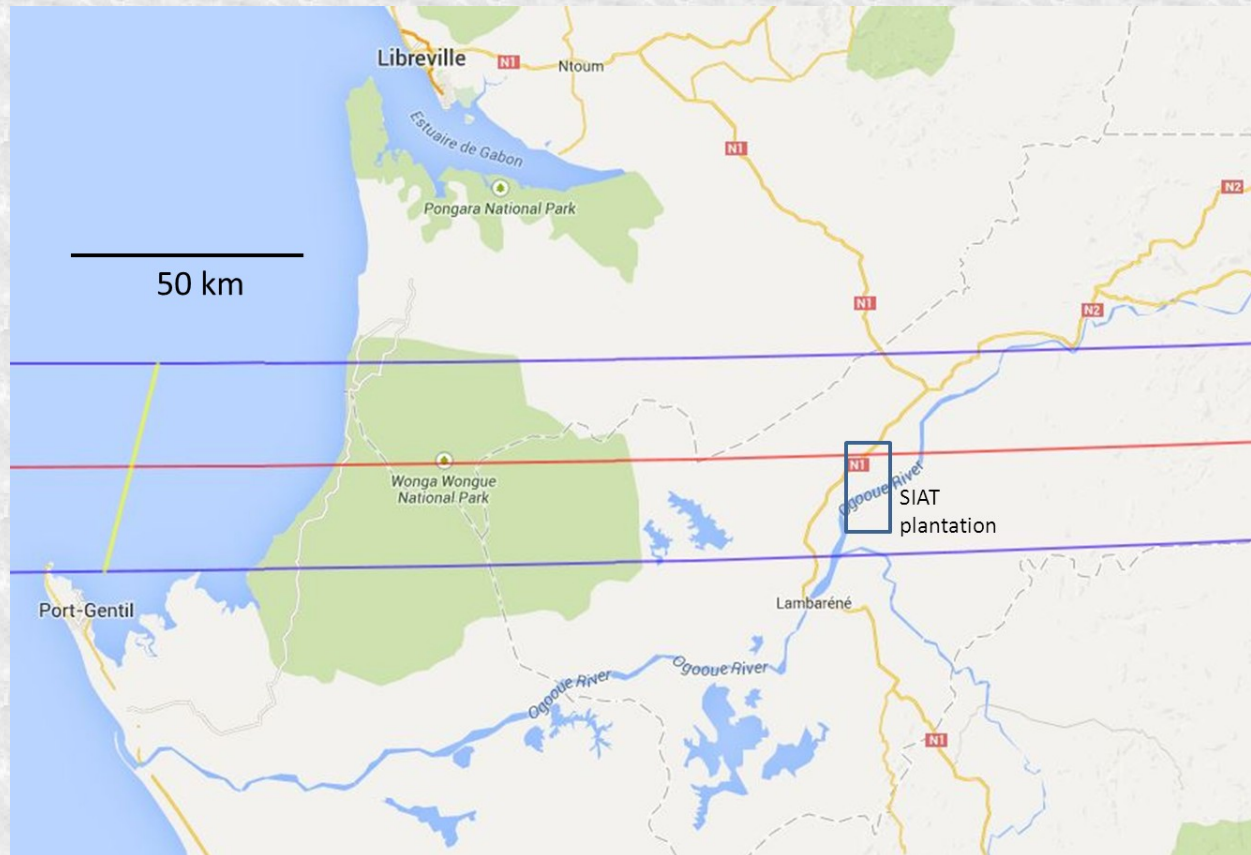 Libreville
N1
Ntoum
Estuaire de Gabon
N1
Pongara National Park
N2
50 km
N1
N2
Wonga Wongue
National Park
N1
Ogooue River
SIAT
plantation
Port-Gentil
Lambaréné
Ogooue River
Ogooue River
N1